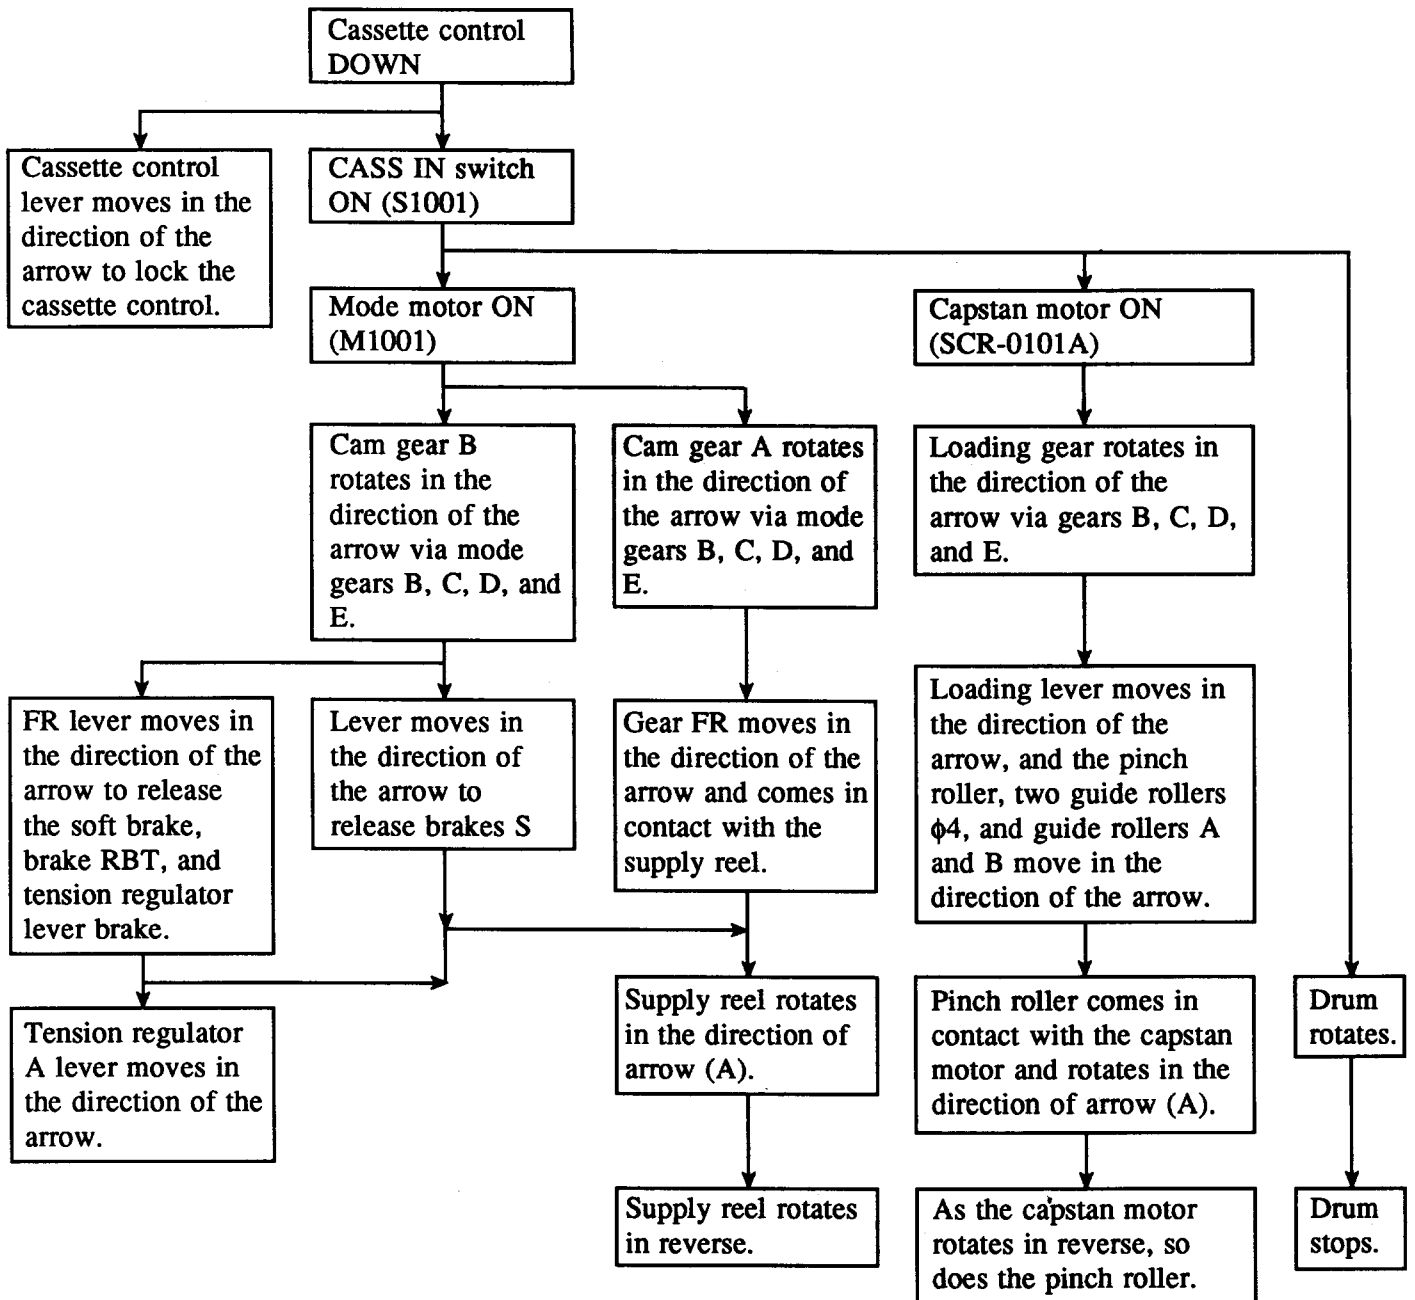 Cassette control
DOWN
Cassette control
lever moves in the
direction of the
arrow to lock the
cassette control.
CASS IN switch
ON (S1001)
Mode motor ON
(M1001)
Capstan motor ON
(SCR-0101A)
Cam gear B
rotates in the
direction of the
arrow via mode
gears B, C, D, and
E.
Cam gear A rotates
in the direction of
the arrow via mode
gears B, C, D, and
E.
Loading gear rotates in
the direction of the
arrow via gears B, C, D,
and E.
FR lever moves in
the direction of the
arrow to release
the soft brake,
brake RBT, and
tension regulator
lever brake.
Lever moves in
the direction of
the arrow to
release brakes S
Gear FR moves in
the direction of the
arrow and comes in
contact with the
supply reel.
Loading lever moves in
the direction of the
arrow, and the pinch
roller, two guide rollers
ϕ4, and guide rollers A
and B move in the
direction of the arrow.
Tension regulator
A lever moves in
the direction of the
arrow.
Supply reel rotates
in the direction of
arrow (A).
Pinch roller comes in
contact with the capstan
motor and rotates in the
direction of arrow (A).
Drum
rotates.
Supply reel rotates
in reverse.
As the capstan motor
rotates in reverse, so
does the pinch roller.
Drum
stops.